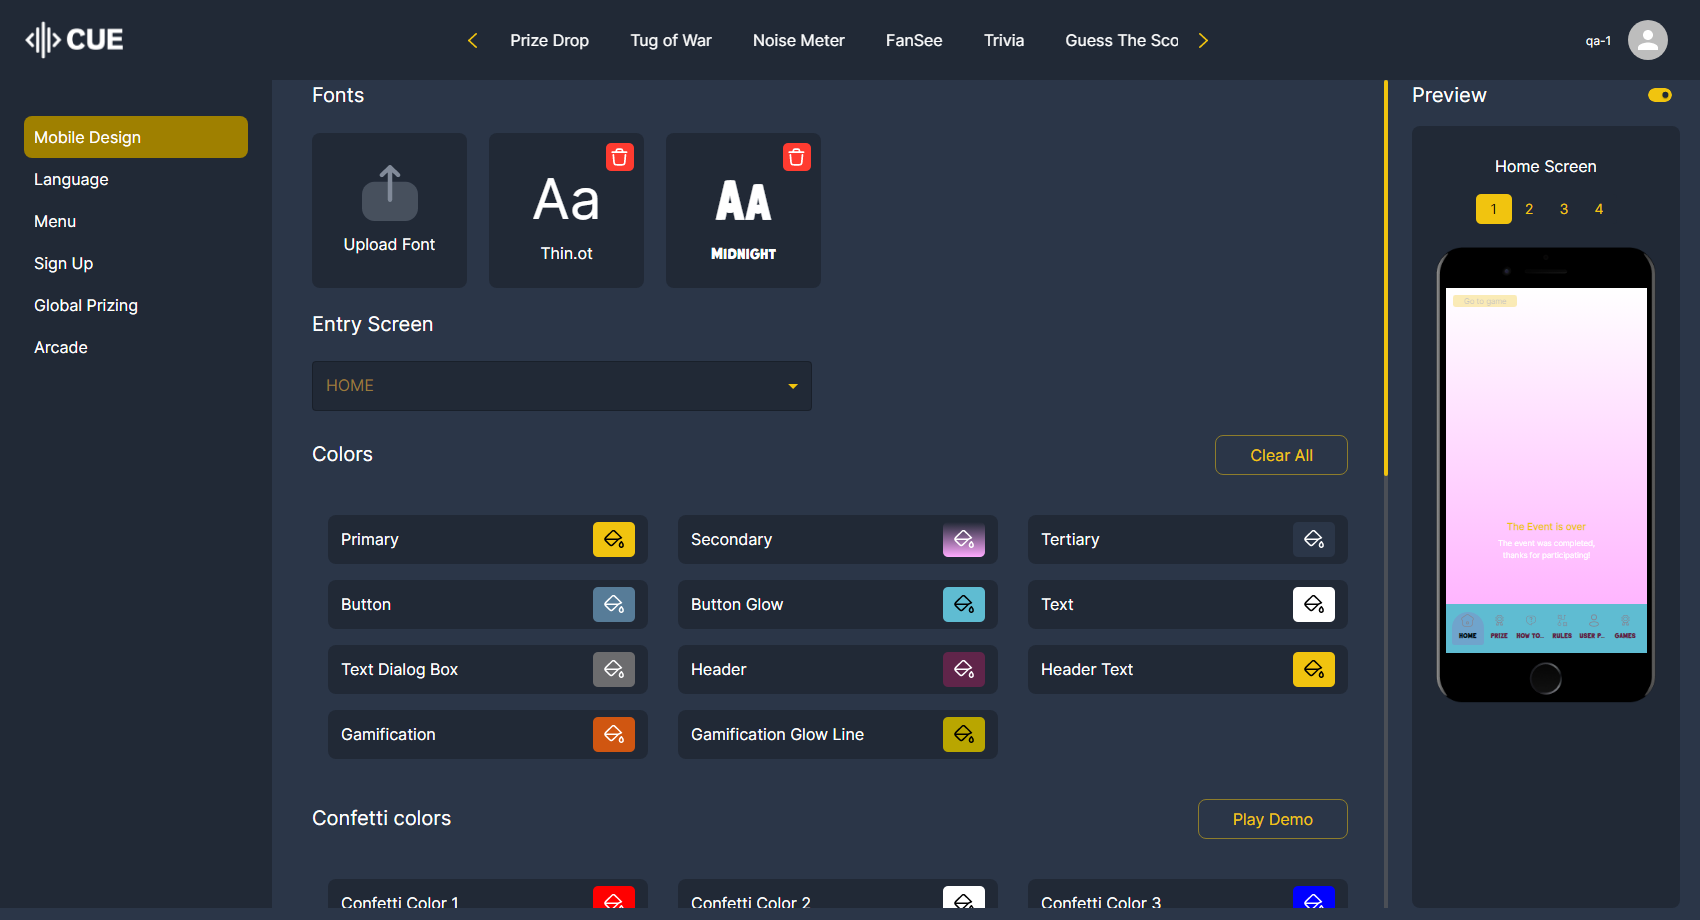 CUE
Prize Drop
Tug of War
Noise Meter
FanSee
Trivia
Guess The Sco
qa-1
Mobile Design
Language
Menu
Sign Up
Global Prizing
Arcade
Fonts
Upload Font
Aa
Thin.ot
AA
MIDNIGHT
Entry Screen
HOME
Colors
Clear All
Primary
Secondary
Tertiary
Button
Button Glow
Text
Text Dialog Box
Header
Header Text
Gamification
Gamification Glow Line
Confetti colors
Play Demo
Confetti Color 1
Confetti Color 2
Confetti Color 3
Preview
Home Screen
1 2 3 4
Go to game
The Event is over
The event was completed,
thanks for participating!
HOME PRIZE HOW TO.. RULES USER P.. GAMES